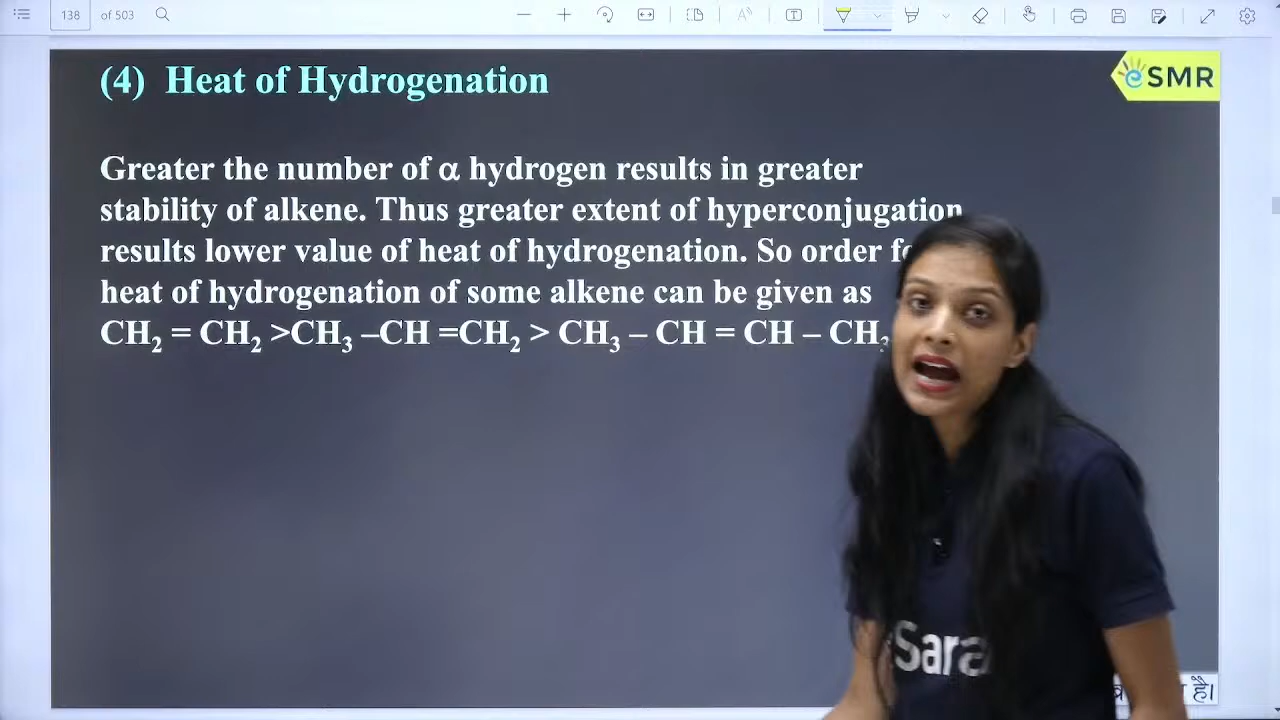 138 of 503
(4) Heat of Hydrogenation
eSMR
Greater the number of α hydrogen results in greater
stability of alkene. Thus greater extent of hyperconjugation
results lower value of heat of hydrogenation. So order
heat of hydrogenation of some alkene can be given as
CH₂ = CH₂ >CH₃ –CH =CH₂ > CH₃ – CH = CH – CH₃
Sara
है।